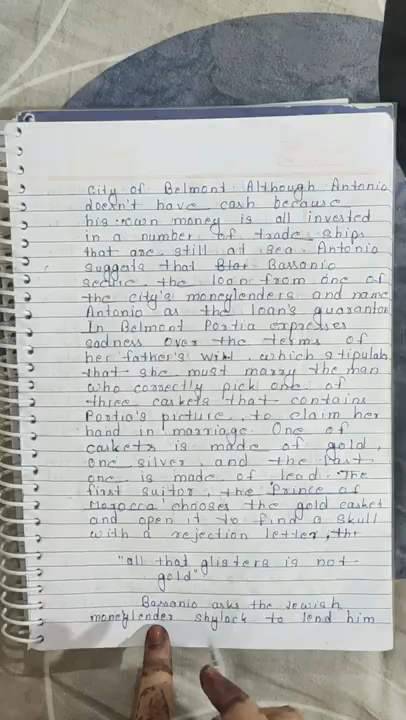 City of Belmont. Although Antonio
doesn't have cash because
his own money is all invested
in a number of trade ships
that are still at sea. Antonio
suggests that Bassanio
secure the loan from one of
the city's moneylenders and name
Antonio as the loan's guarantor
In Belmont Portia expresses
sadness over the terms of
her father's will, which stipulats
that she must marry the man
who correctly pick one of
three caskets that contains
Portia's picture, to claim her
hand in marriage. One of
caskets is made of gold,
one silver, and the last
one is made of lead. The
first suitor, the Prince of
Morocca chooses the gold casket
and open it to find a skull
with a rejection letter, the
"all that glisters is not
gold"
Bassanio asks the Jewish
moneylender shylock to lend him